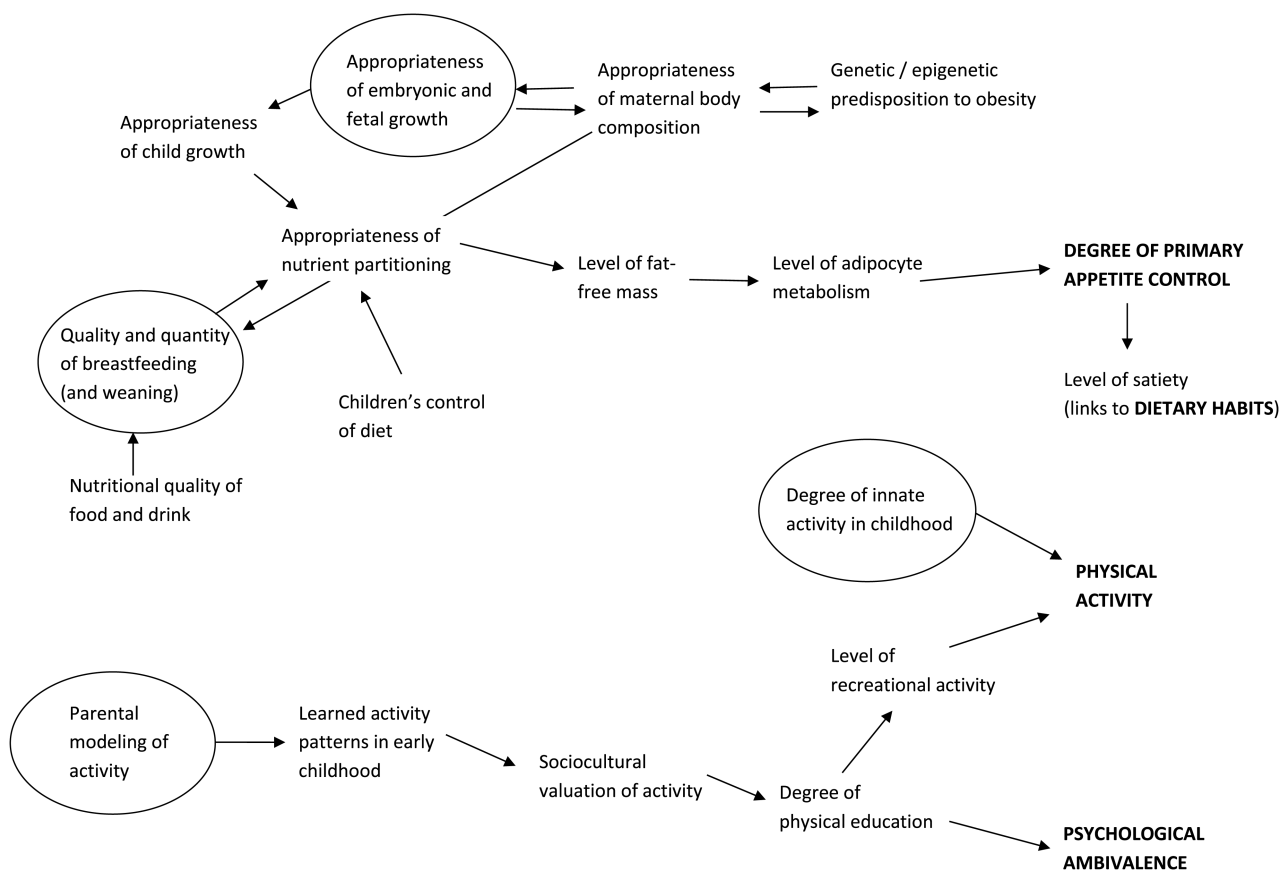 Appropriateness
of embryonic and
fetal growth
Appropriateness
of maternal body
composition
Genetic / epigenetic
predisposition to obesity
Appropriateness
of child growth
Appropriateness of
nutrient partitioning
Level of fat-
free mass
Level of adipocyte
metabolism
DEGREE OF PRIMARY
APPETITE CONTROL
Quality and quantity
of breastfeeding
(and weaning)
Children’s control
of diet
Level of satiety
(links to DIETARY HABITS)
Nutritional quality of
food and drink
Degree of innate
activity in childhood
PHYSICAL
ACTIVITY
Level of
recreational activity
Parental
modeling of
activity
Learned activity
patterns in early
childhood
Sociocultural
valuation of activity
Degree of
physical education
PSYCHOLOGICAL
AMBIVALENCE